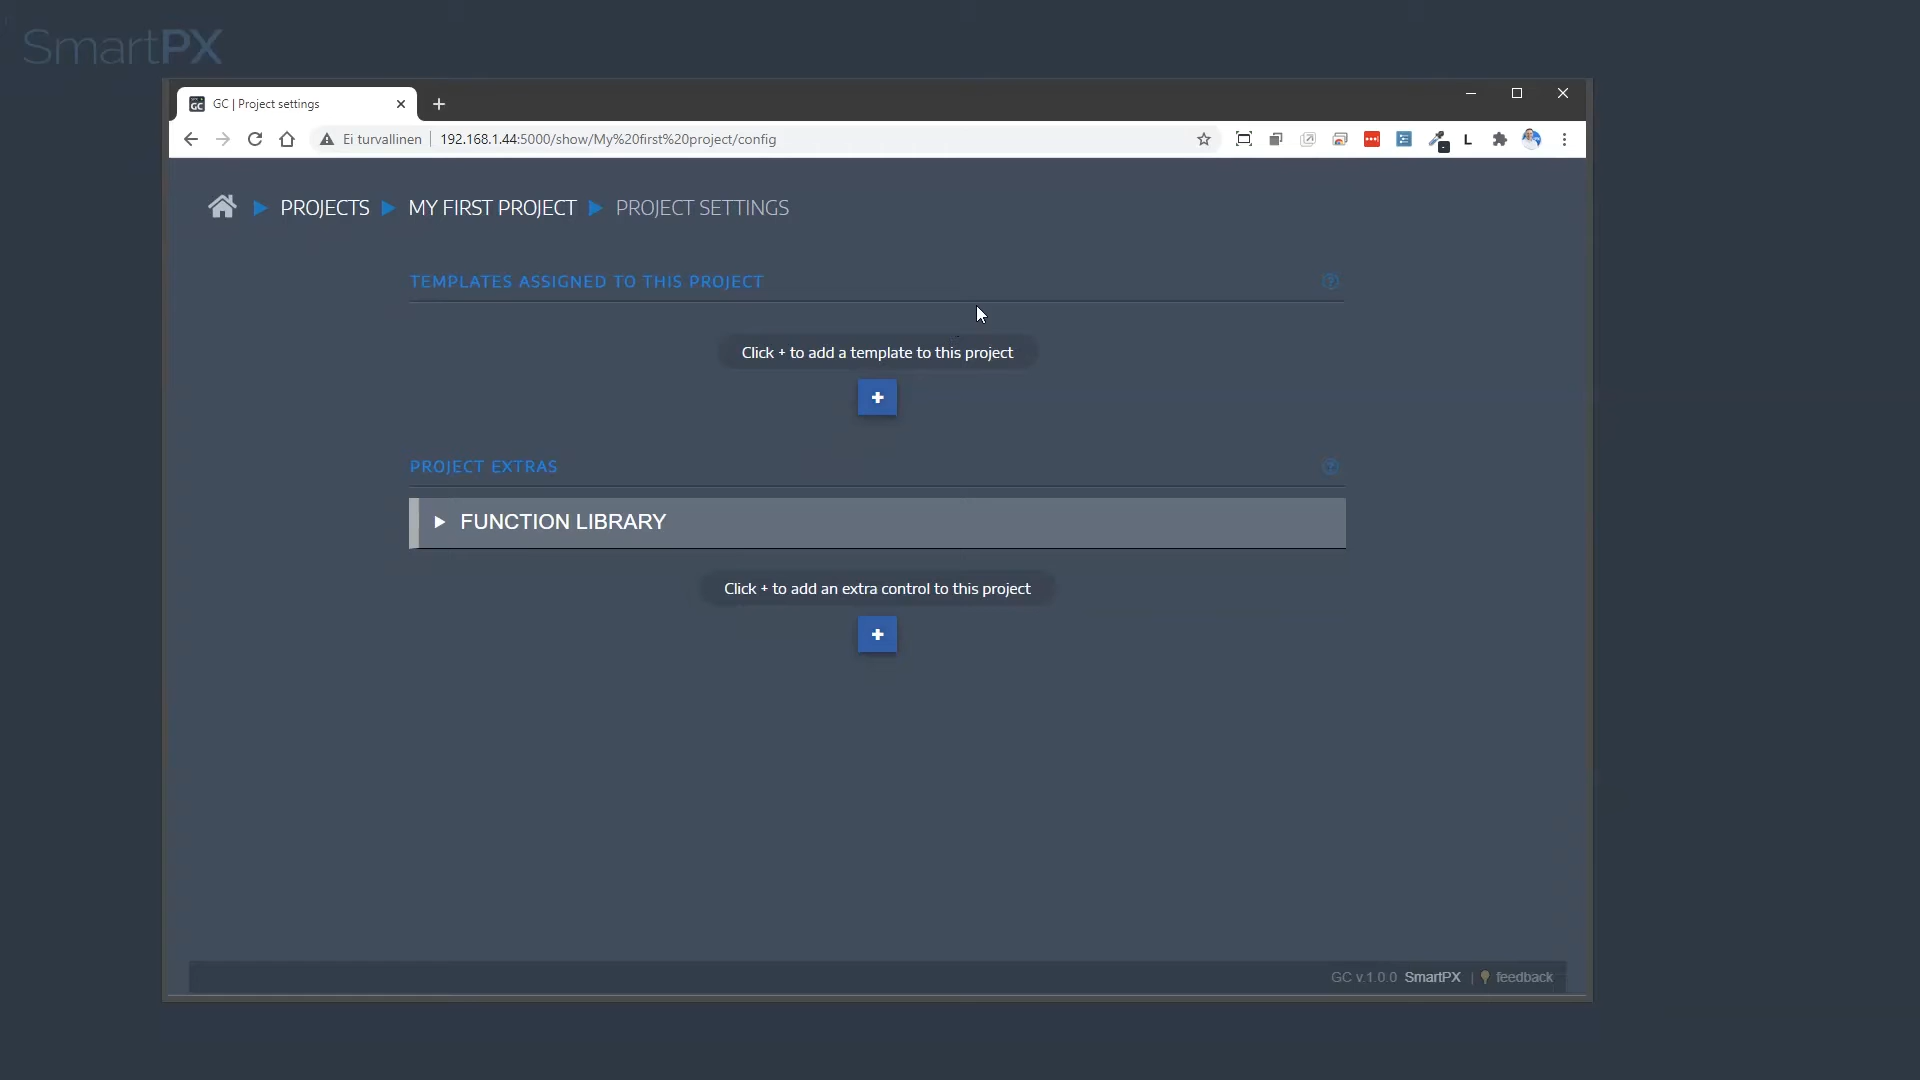 SmartPX
GC | Project settings
Ei turvallinen
192.168.1.44:5000/show/My%20first%20project/config
L
PROJECTS
MY FIRST PROJECT
PROJECT SETTINGS
TEMPLATES ASSIGNED TO THIS PROJECT
?
Click + to add a template to this project
+
PROJECT EXTRAS
?
FUNCTION LIBRARY
Click + to add an extra control to this project
+
GC v.1.0.0 SmartPX | feedback